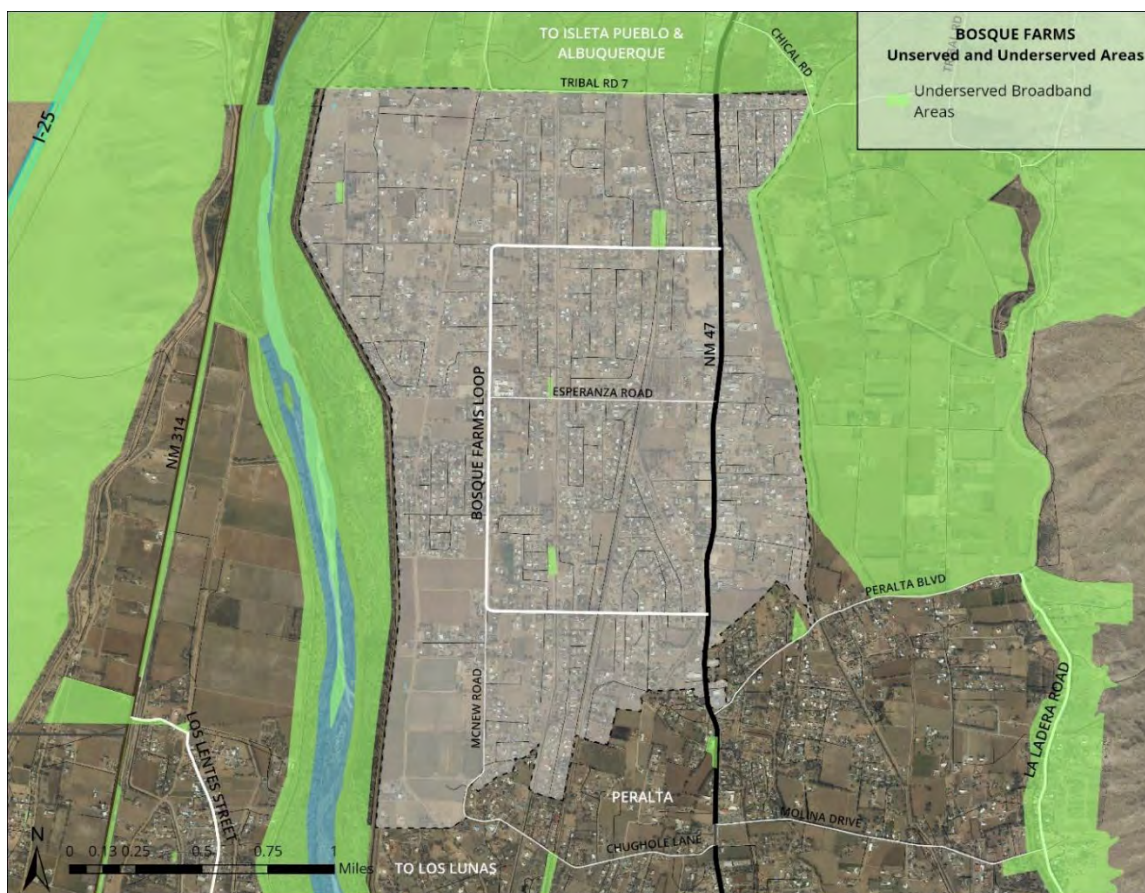 TO ISLETA PUEBLO &
ALBUQUERQUE
CHICAL RD
TRIBAL RD 7
BOSQUE FARMS
Unserved and Underserved Areas
TRIBAL RD
Underserved Broadband
Areas
I-25
NM 314
BOSQUE FARMS LOOP
NM 47
ESPERANZA ROAD
PERALTA BLVD
LA LADERA ROAD
MCNEW ROAD
LOS LENTES STREET
PERALTA
MOLINA DRIVE
CHUGHOLE LANE
TO LOS LUNAS
N
0 0.13 0.25 0.5 0.75 1
Miles